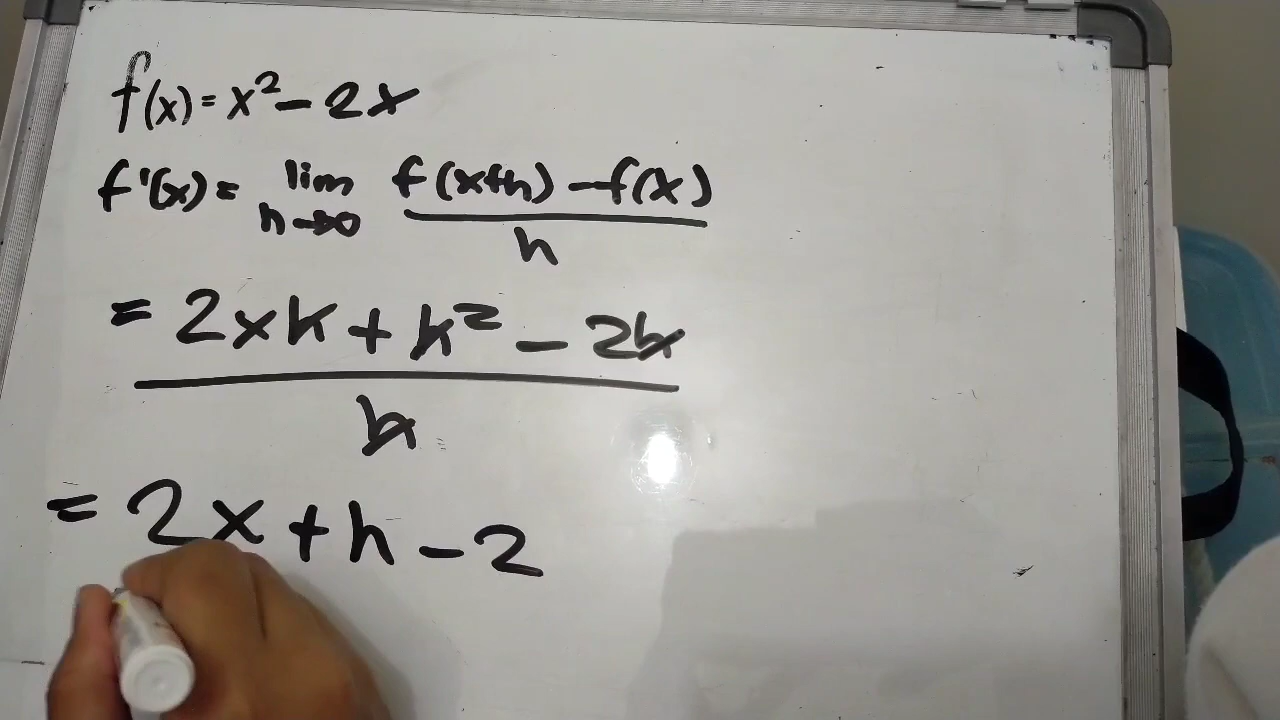 f(x) = x² - 2x
f'(x) = lim f(x+h) - f(x)
h→0 h
= 2xh + h² - 2h
h
= 2x + h - 2